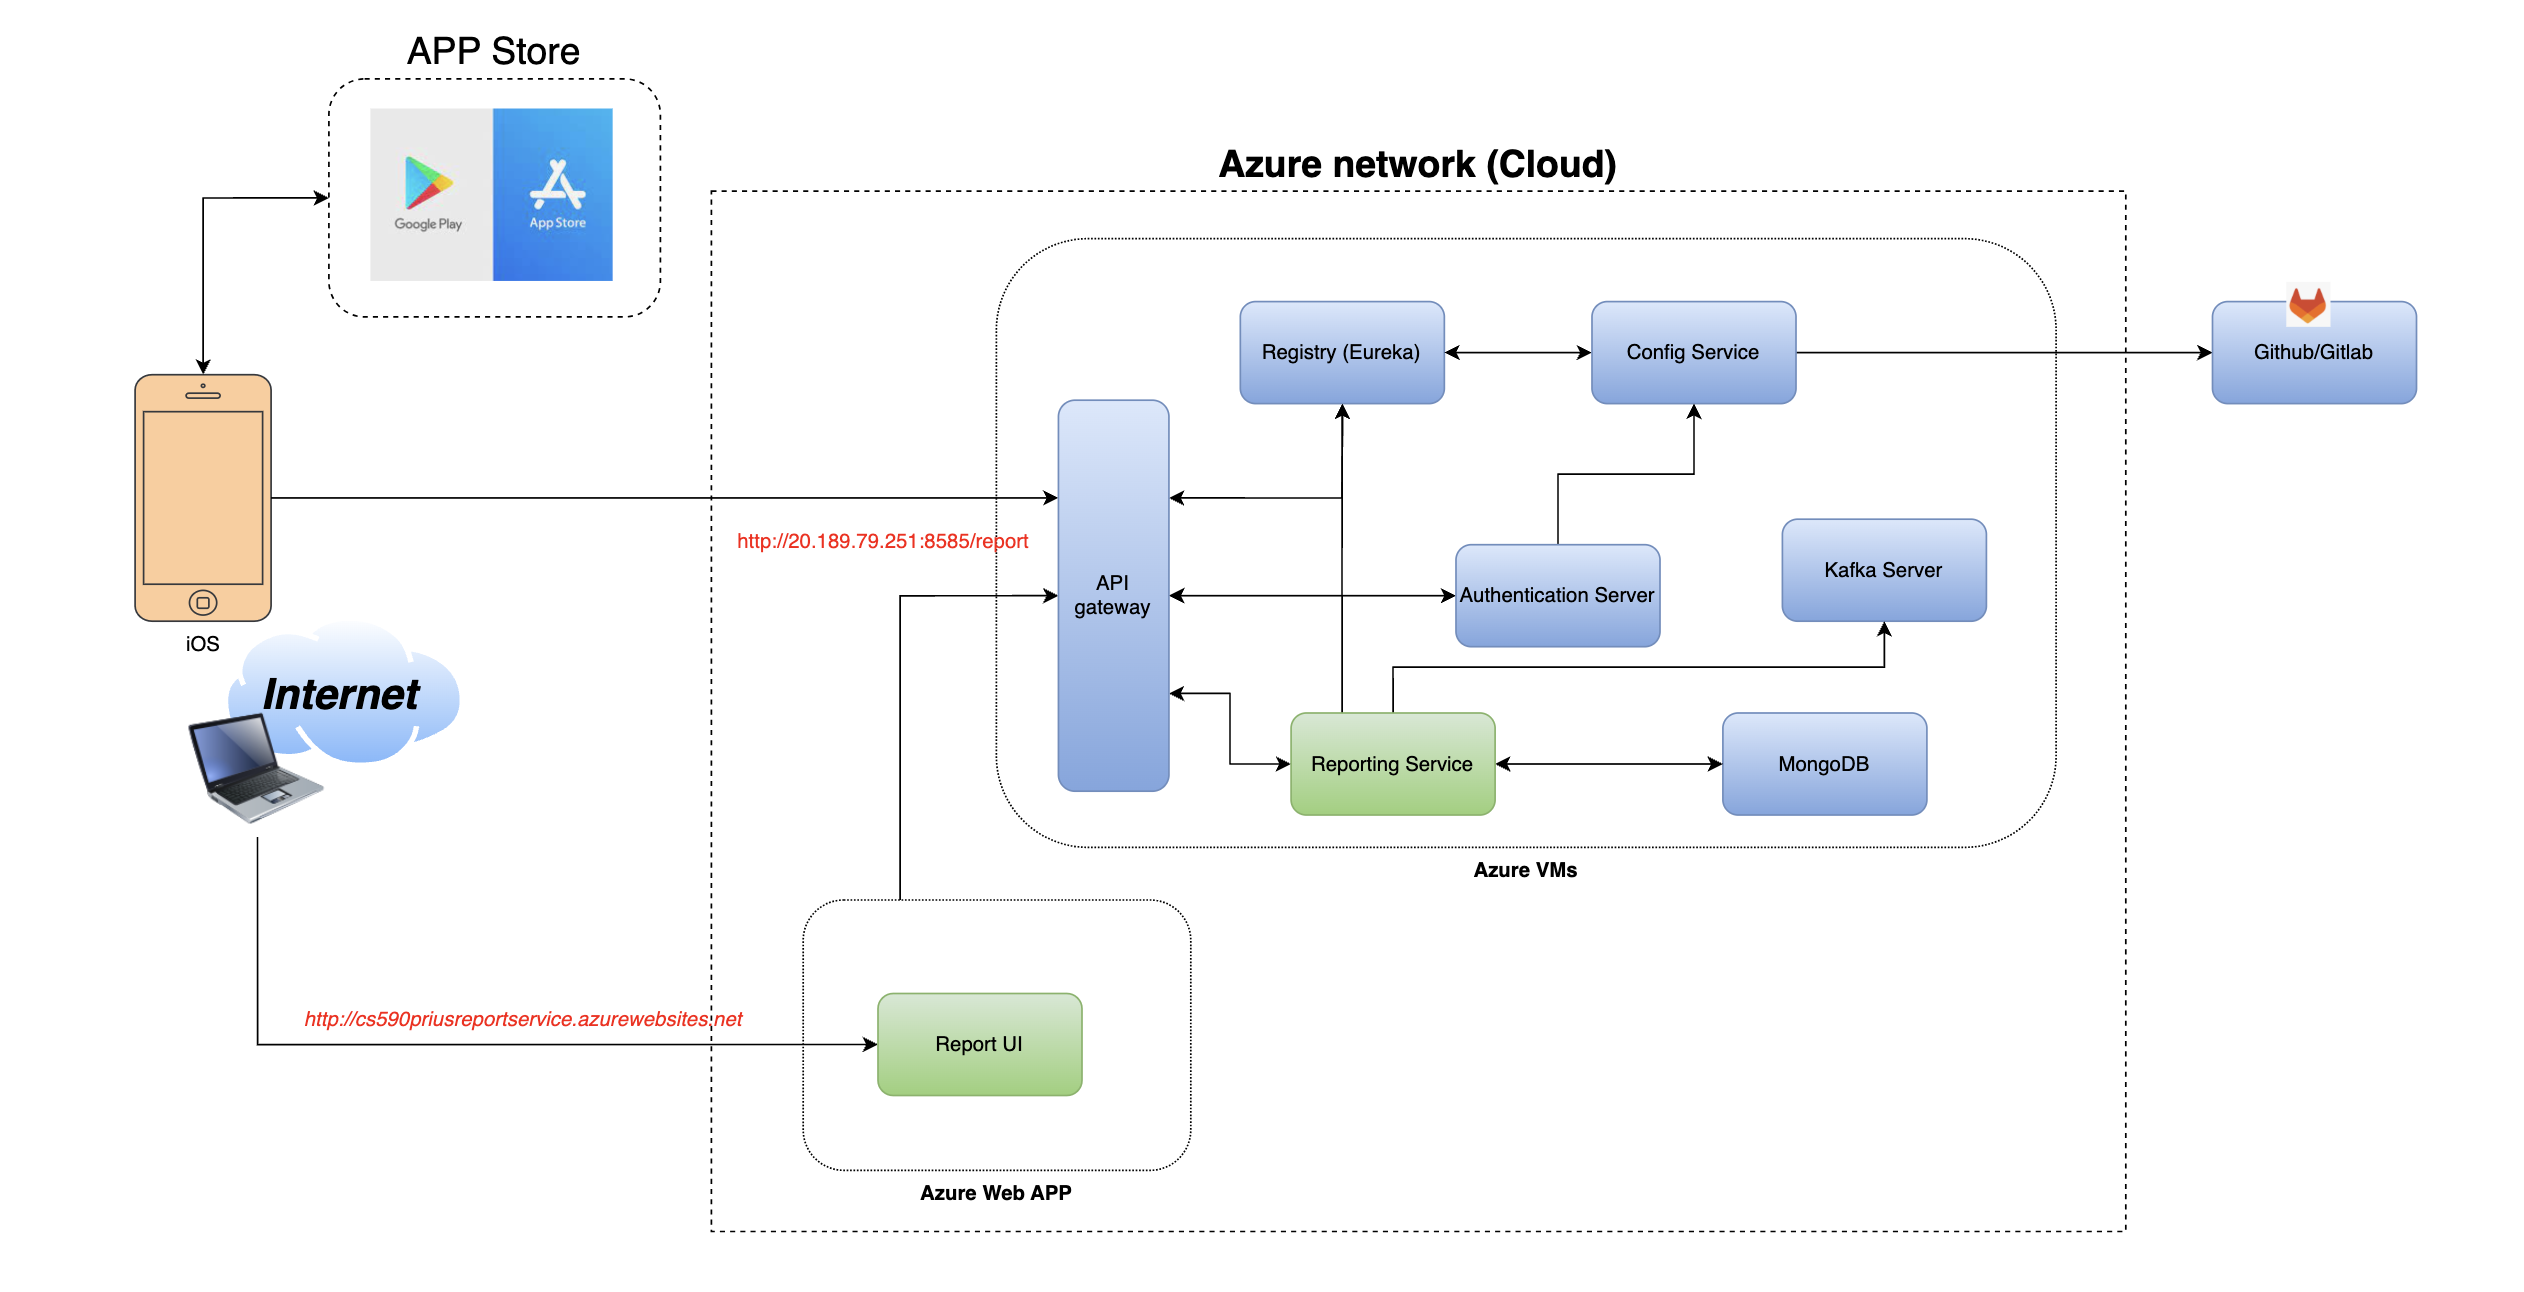 APP Store
Google Play
App Store
Azure network (Cloud)
Registry (Eureka)
Config Service
Github/Gitlab
http://20.189.79.251:8585/report
API
gateway
Authentication Server
Kafka Server
iOS
Internet
Reporting Service
MongoDB
Azure VMs
http://cs590priusreportservice.azurewebsites.net
Report UI
Azure Web APP